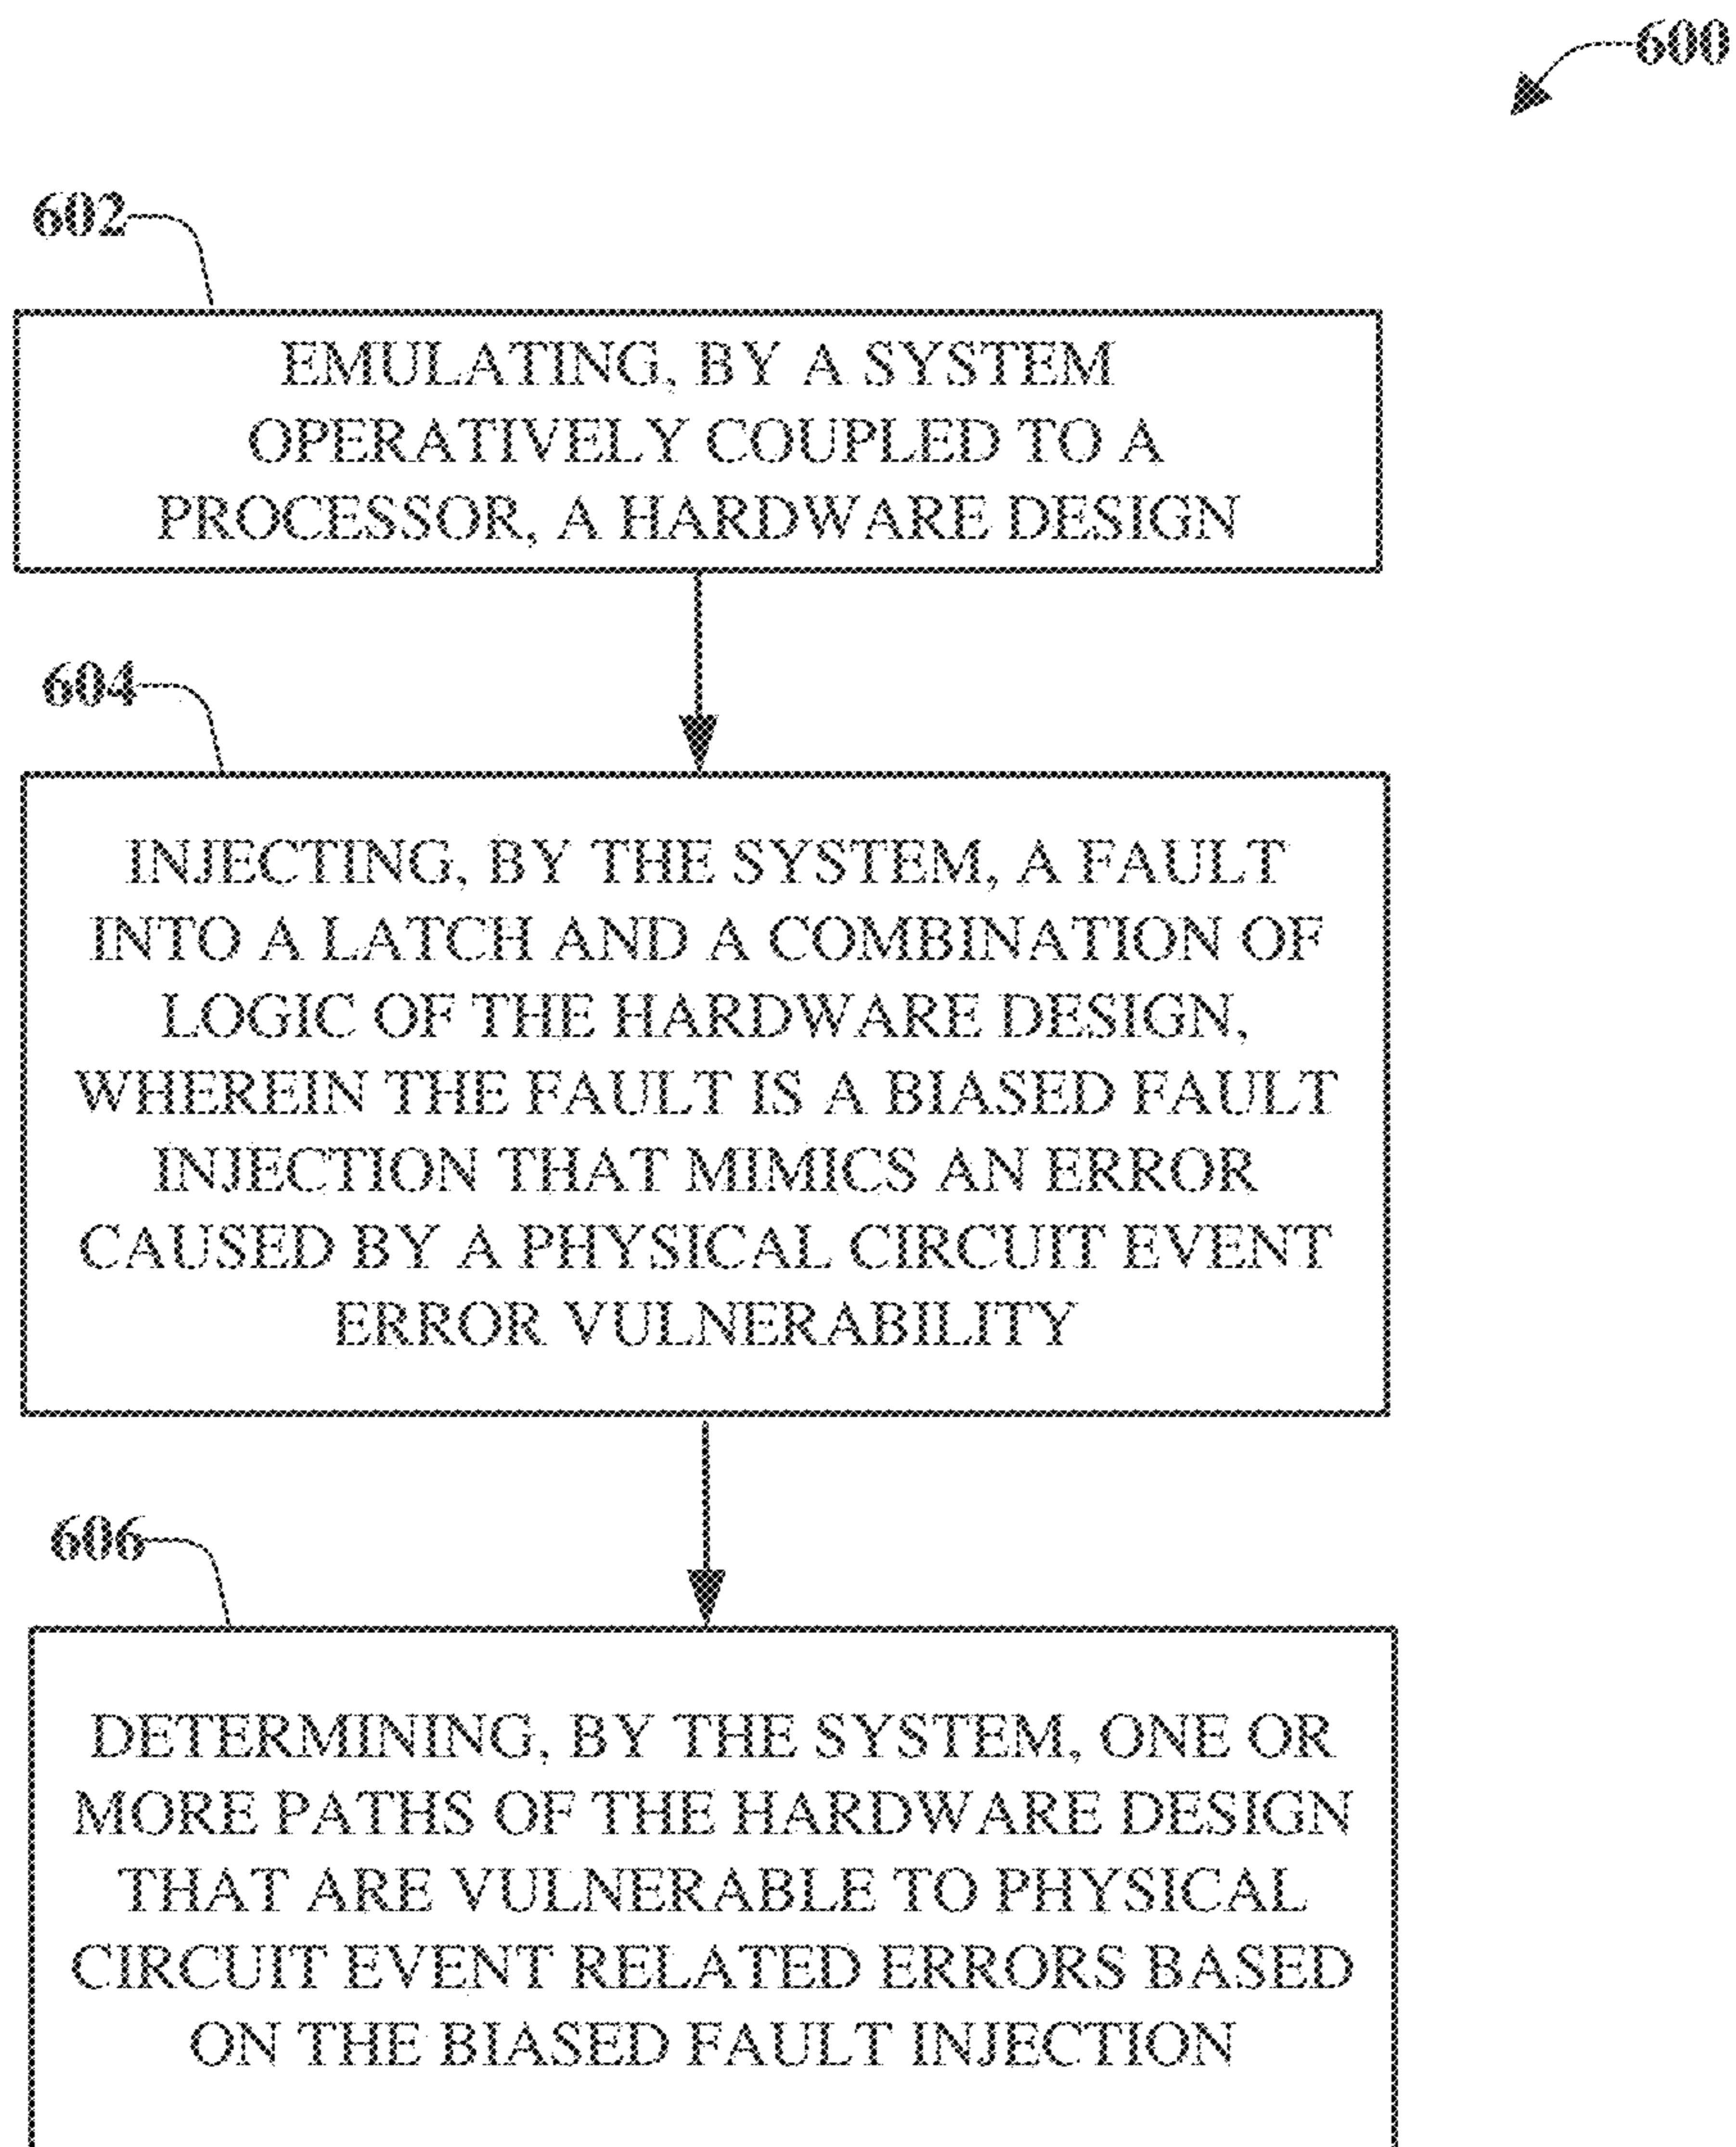 600
602
EMULATING, BY A SYSTEM
OPERATIVELY COUPLED TO A
PROCESSOR, A HARDWARE DESIGN
604
INJECTING, BY THE SYSTEM, A FAULT
INTO A LATCH AND A COMBINATION OF
LOGIC OF THE HARDWARE DESIGN,
WHEREIN THE FAULT IS A BIASED FAULT
INJECTION THAT MIMICS AN ERROR
CAUSED BY A PHYSICAL CIRCUIT EVENT
ERROR VULNERABILITY
606
DETERMINING, BY THE SYSTEM, ONE OR
MORE PATHS OF THE HARDWARE DESIGN
THAT ARE VULNERABLE TO PHYSICAL
CIRCUIT EVENT RELATED ERRORS BASED
ON THE BIASED FAULT INJECTION